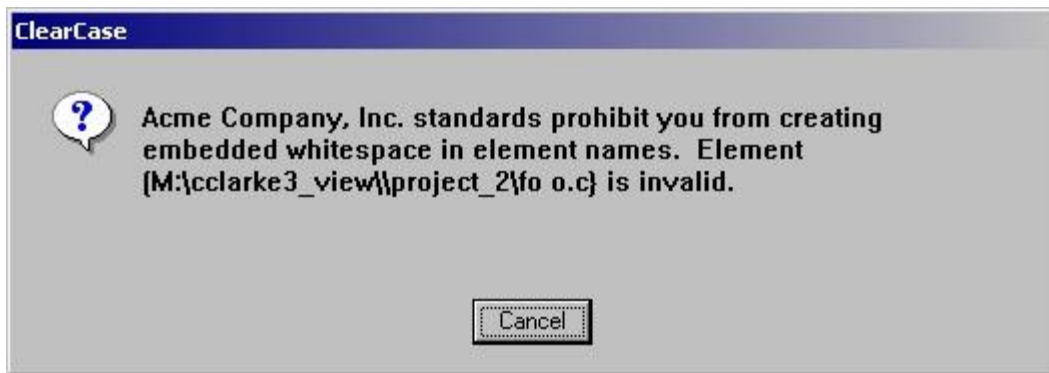 ClearCase
Acme Company, Inc. standards prohibit you from creating
embedded whitespace in element names.  Element
{M:\cclarke3_view\\project_2\fo o.c} is invalid.
Cancel